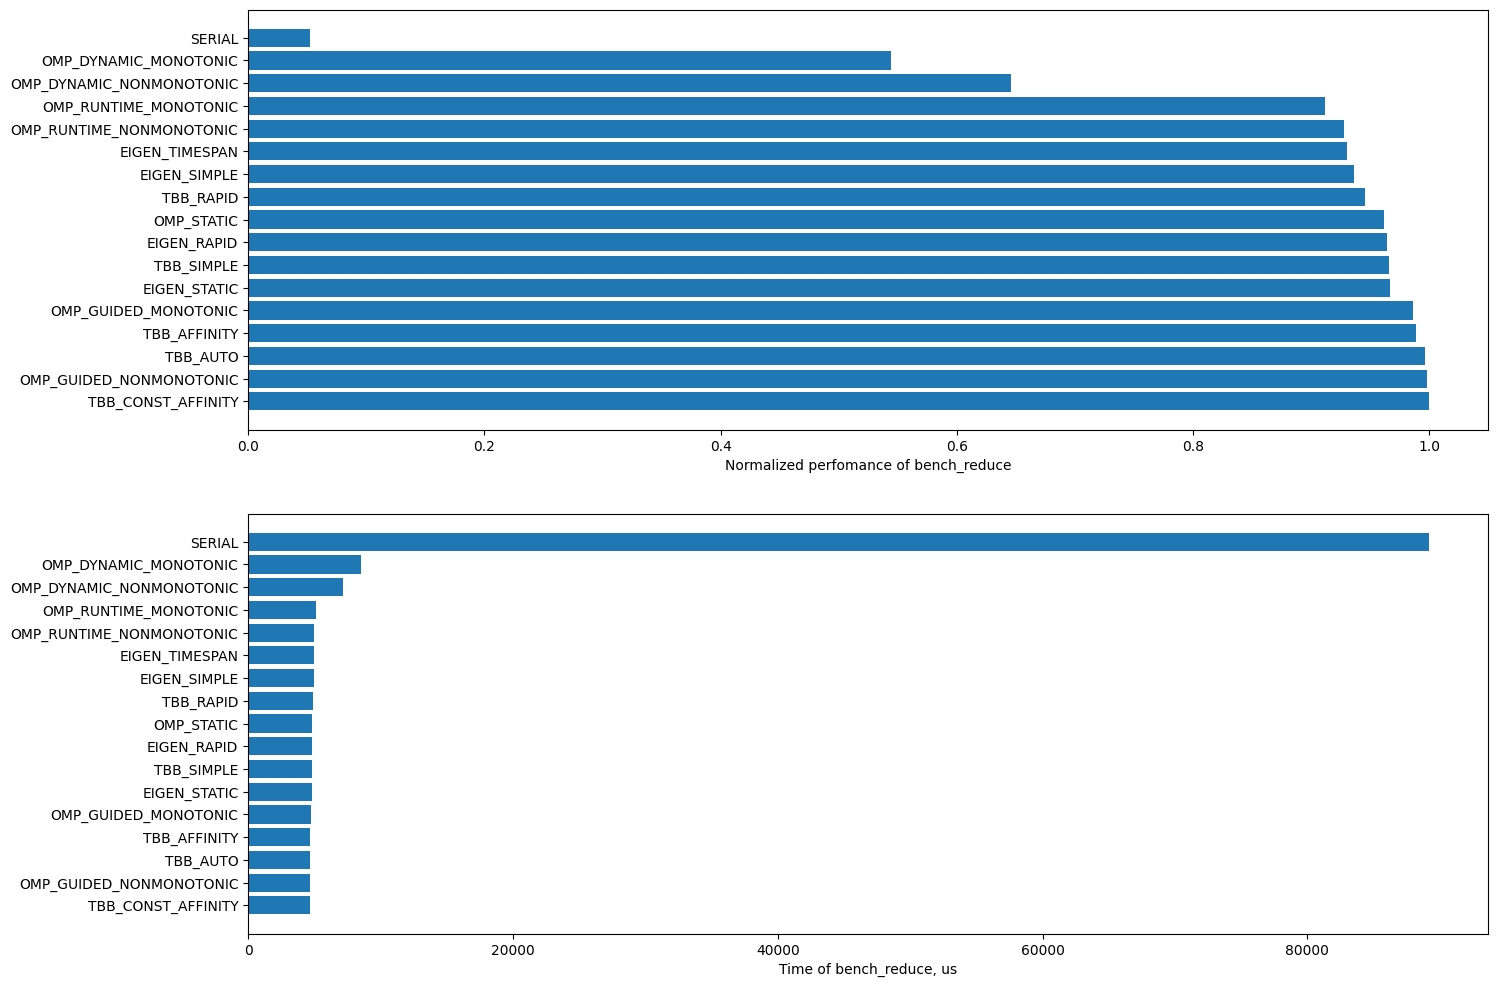 SERIAL
OMP_DYNAMIC_MONOTONIC
OMP_DYNAMIC_NONMONOTONIC
OMP_RUNTIME_MONOTONIC
OMP_RUNTIME_NONMONOTONIC
EIGEN_TIMESPAN
EIGEN_SIMPLE
TBB_RAPID
OMP_STATIC
EIGEN_RAPID
TBB_SIMPLE
EIGEN_STATIC
OMP_GUIDED_MONOTONIC
TBB_AFFINITY
TBB_AUTO
OMP_GUIDED_NONMONOTONIC
TBB_CONST_AFFINITY
0.0 0.2 0.4 0.6 0.8 1.0
Normalized perfomance of bench_reduce
SERIAL
OMP_DYNAMIC_MONOTONIC
OMP_DYNAMIC_NONMONOTONIC
OMP_RUNTIME_MONOTONIC
OMP_RUNTIME_NONMONOTONIC
EIGEN_TIMESPAN
EIGEN_SIMPLE
TBB_RAPID
OMP_STATIC
EIGEN_RAPID
TBB_SIMPLE
EIGEN_STATIC
OMP_GUIDED_MONOTONIC
TBB_AFFINITY
TBB_AUTO
OMP_GUIDED_NONMONOTONIC
TBB_CONST_AFFINITY
0 20000 40000 60000 80000
Time of bench_reduce, us